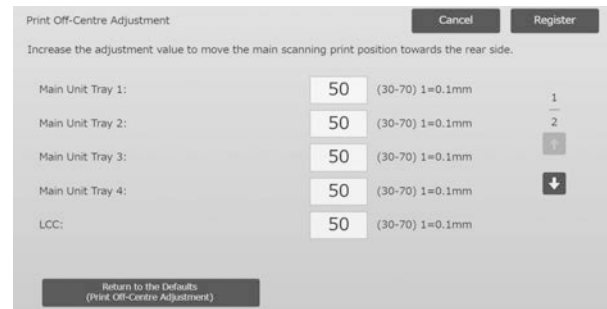 Print Off-Centre Adjustment Cancel Register
Increase the adjustment value to move the main scanning print position towards the rear side.
Main Unit Tray 1: 50 (30-70) 1=0.1mm
1
Main Unit Tray 2: 50 (30-70) 1=0.1mm
2
Main Unit Tray 3: 50 (30-70) 1=0.1mm
Main Unit Tray 4: 50 (30-70) 1=0.1mm
LCC: 50 (30-70) 1=0.1mm
Return to the Defaults
(Print Off-Centre Adjustment)